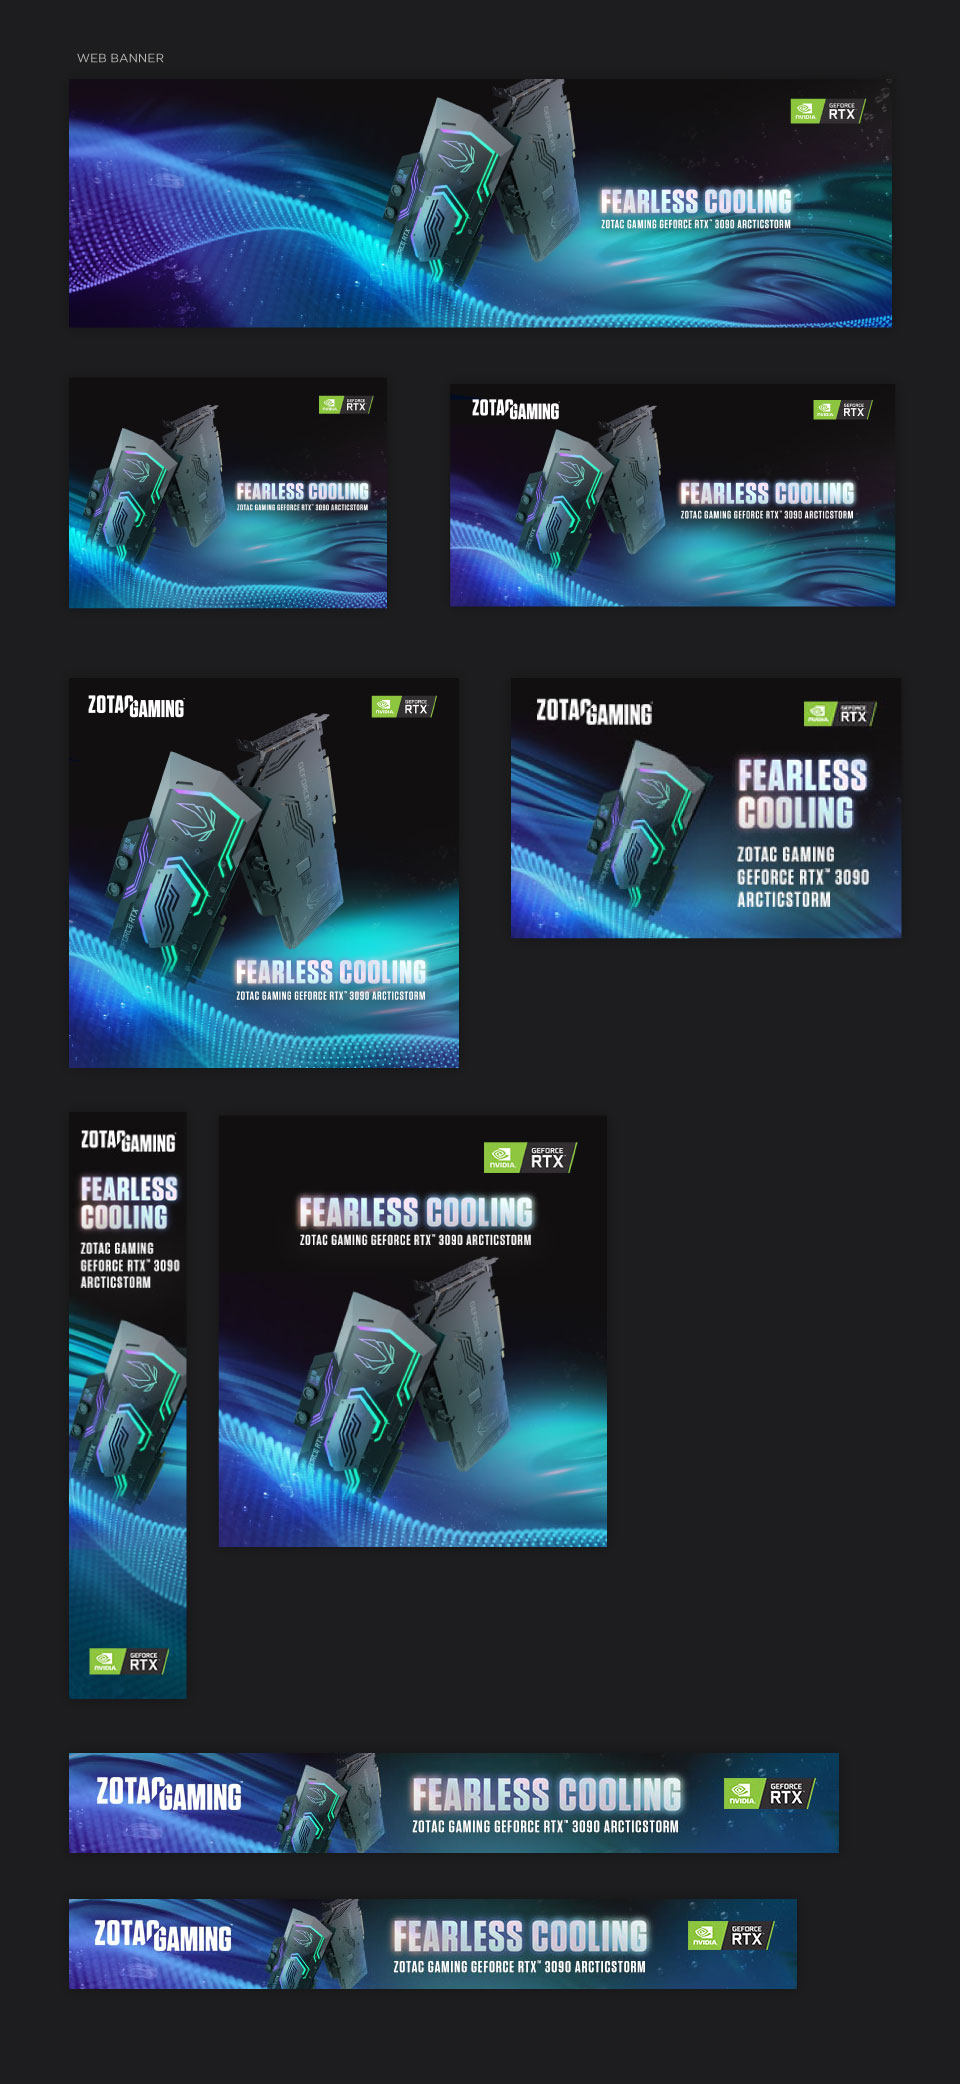 WEB BANNER
NVIDIA
GEFORCE
RTX
FEARLESS COOLING
ZOTAC GAMING GEFORCE RTX™ 3090 ARCTICSTORM
NVIDIA
GEFORCE
RTX
FEARLESS COOLING
ZOTAC GAMING GEFORCE RTX™ 3090 ARCTICSTORM
ZOTAC GAMING
NVIDIA
GEFORCE
RTX
FEARLESS COOLING
ZOTAC GAMING GEFORCE RTX™ 3090 ARCTICSTORM
ZOTAC GAMING
NVIDIA
GEFORCE
RTX
GEFORCE RTX
FEARLESS COOLING
ZOTAC GAMING GEFORCE RTX™ 3090 ARCTICSTORM
ZOTAC GAMING
NVIDIA
GEFORCE
RTX
FEARLESS
COOLING
ZOTAC GAMING
GEFORCE RTX™ 3090
ARCTICSTORM
ZOTAC GAMING
FEARLESS
COOLING
ZOTAC GAMING
GEFORCE RTX™ 3090
ARCTICSTORM
NVIDIA
GEFORCE
RTX
NVIDIA
GEFORCE
RTX
FEARLESS COOLING
ZOTAC GAMING GEFORCE RTX™ 3090 ARCTICSTORM
GEFORCE RTX
ZOTAC GAMING
FEARLESS COOLING
ZOTAC GAMING GEFORCE RTX™ 3090 ARCTICSTORM
NVIDIA
GEFORCE
RTX
ZOTAC GAMING
FEARLESS COOLING
ZOTAC GAMING GEFORCE RTX™ 3090 ARCTICSTORM
NVIDIA
GEFORCE
RTX